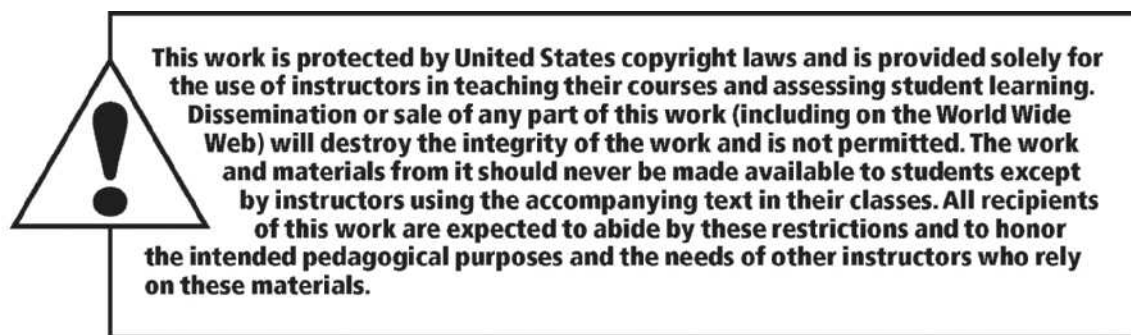 This work is protected by United States copyright laws and is provided solely for
the use of instructors in teaching their courses and assessing student learning.
Dissemination or sale of any part of this work (including on the World Wide
Web) will destroy the integrity of the work and is not permitted. The work
and materials from it should never be made available to students except
by instructors using the accompanying text in their classes. All recipients
of this work are expected to abide by these restrictions and to honor
the intended pedagogical purposes and the needs of other instructors who rely
on these materials.